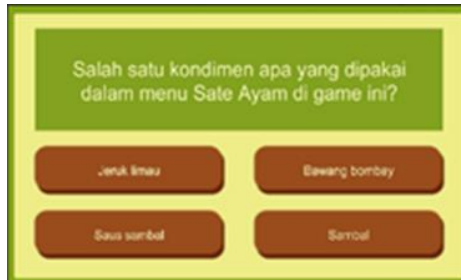 Salah satu kondimen apa yang dipakai
dalam menu Sate Ayam di game ini?
Jeruk limau
Bawang bombay
Saus sambal
Sambal